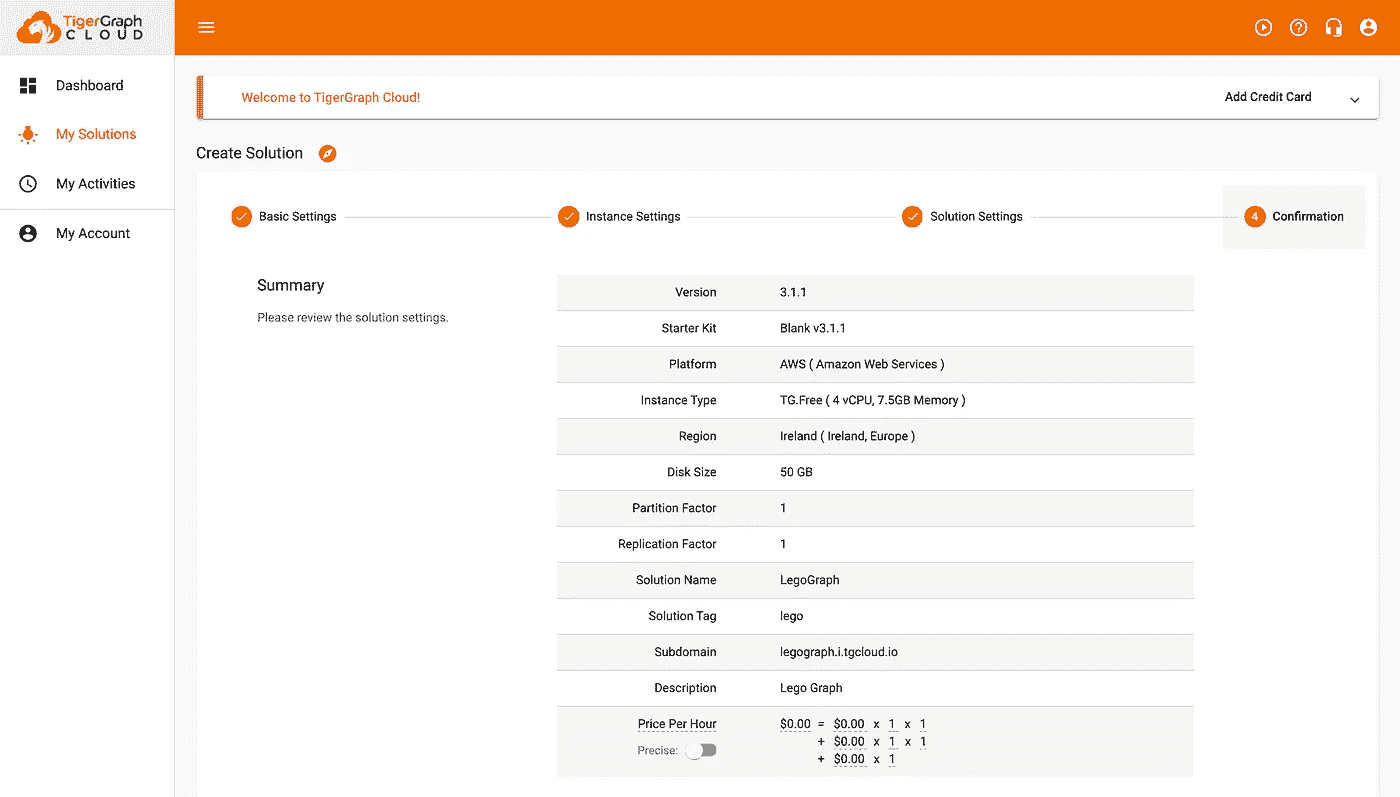 TigerGraph
CLOUD
Dashboard
My Solutions
My Activities
My Account
Welcome to TigerGraph Cloud!
Add Credit Card
Create Solution
Basic Settings
Instance Settings
Solution Settings
4 Confirmation
Summary
Please review the solution settings.
Version 3.1.1
Starter Kit Blank v3.1.1
Platform AWS ( Amazon Web Services )
Instance Type TG.Free ( 4 vCPU, 7.5GB Memory )
Region Ireland ( Ireland, Europe )
Disk Size 50 GB
Partition Factor 1
Replication Factor 1
Solution Name LegoGraph
Solution Tag lego
Subdomain legograph.i.tgcloud.io
Description Lego Graph
Price Per Hour $0.00 = $0.00 x 1 x 1
Precise: + $0.00 x 1 x 1
+ $0.00 x 1